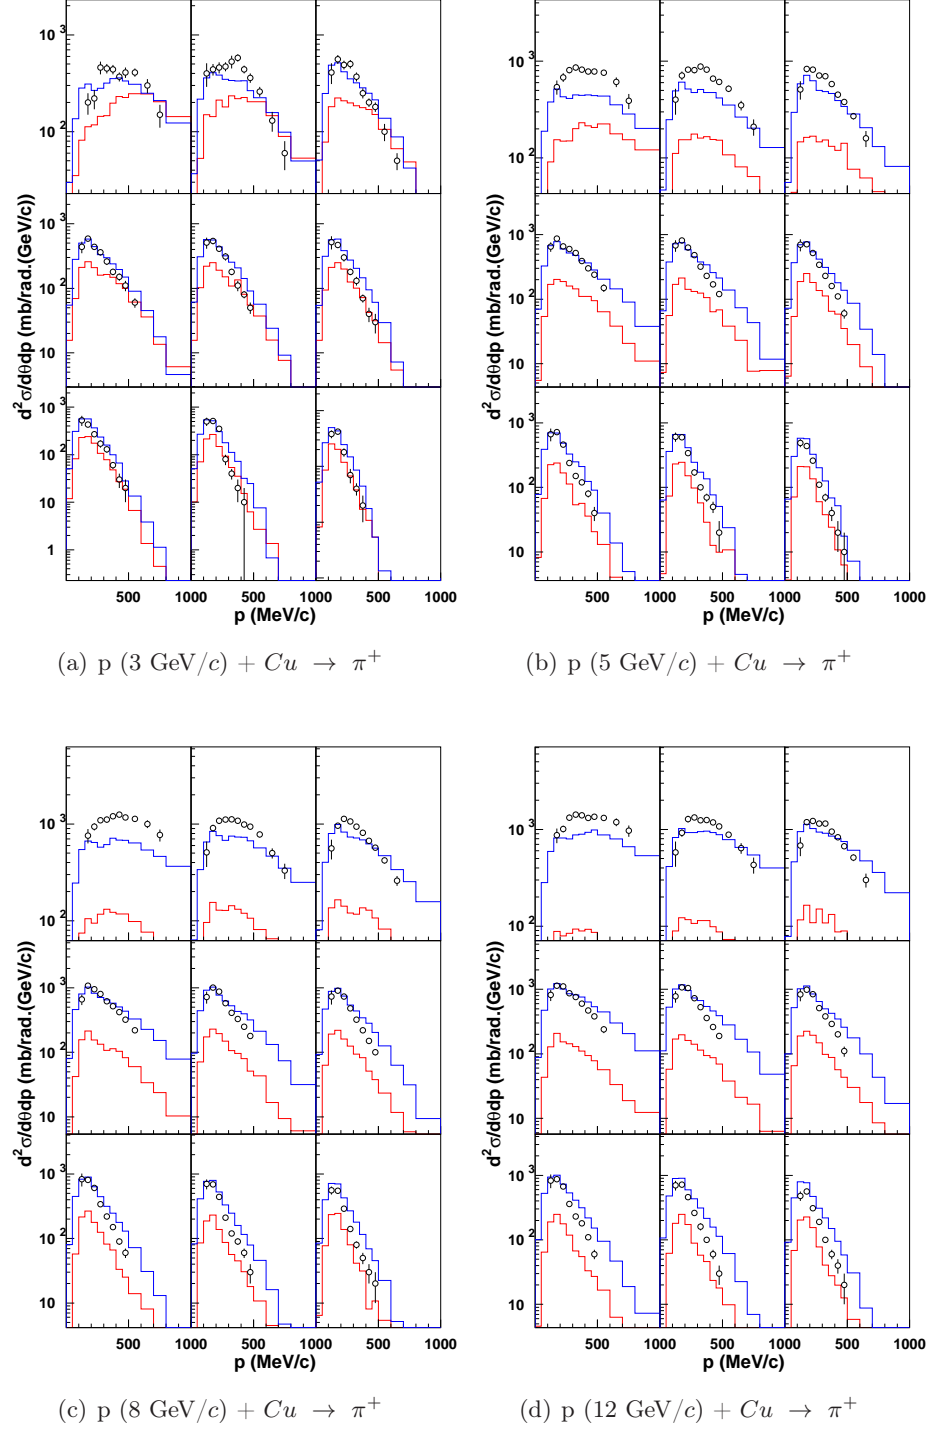 d²σ/dθdp (mb/rad.(GeV/c))
10³
10²
10³
10²
10
10³
10²
10
1
500 1000 500 1000 500 1000
p (MeV/c)
(a) p (3 GeV/c) + Cu → π⁺
d²σ/dθdp (mb/rad.(GeV/c))
10³
10²
10³
10²
10
10³
10²
10
500 1000 500 1000 500 1000
p (MeV/c)
(b) p (5 GeV/c) + Cu → π⁺
d²σ/dθdp (mb/rad.(GeV/c))
10³
10²
10³
10²
10
10³
10²
10
500 1000 500 1000 500 1000
p (MeV/c)
(c) p (8 GeV/c) + Cu → π⁺
d²σ/dθdp (mb/rad.(GeV/c))
10³
10²
10³
10²
10
10³
10²
10
500 1000 500 1000 500 1000
p (MeV/c)
(d) p (12 GeV/c) + Cu → π⁺